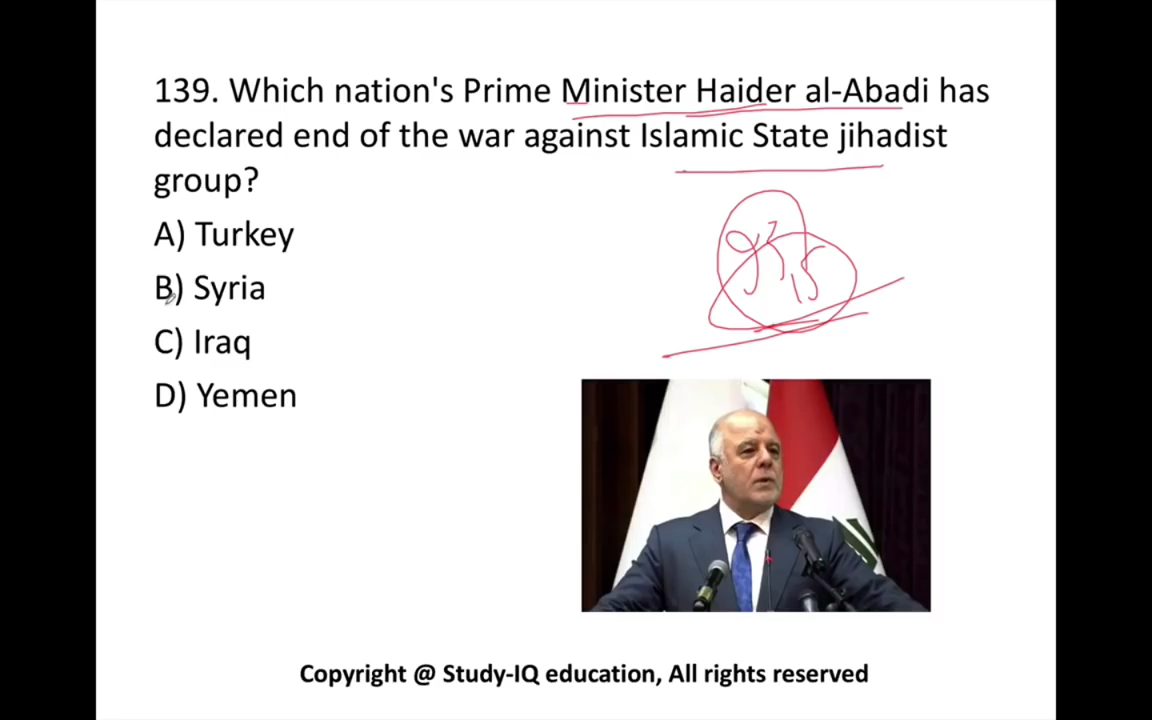 139. Which nation's Prime Minister Haider al-Abadi has
declared end of the war against Islamic State jihadist
group?
A) Turkey
B) Syria
C) Iraq
D) Yemen
Copyright @ Study-IQ education, All rights reserved